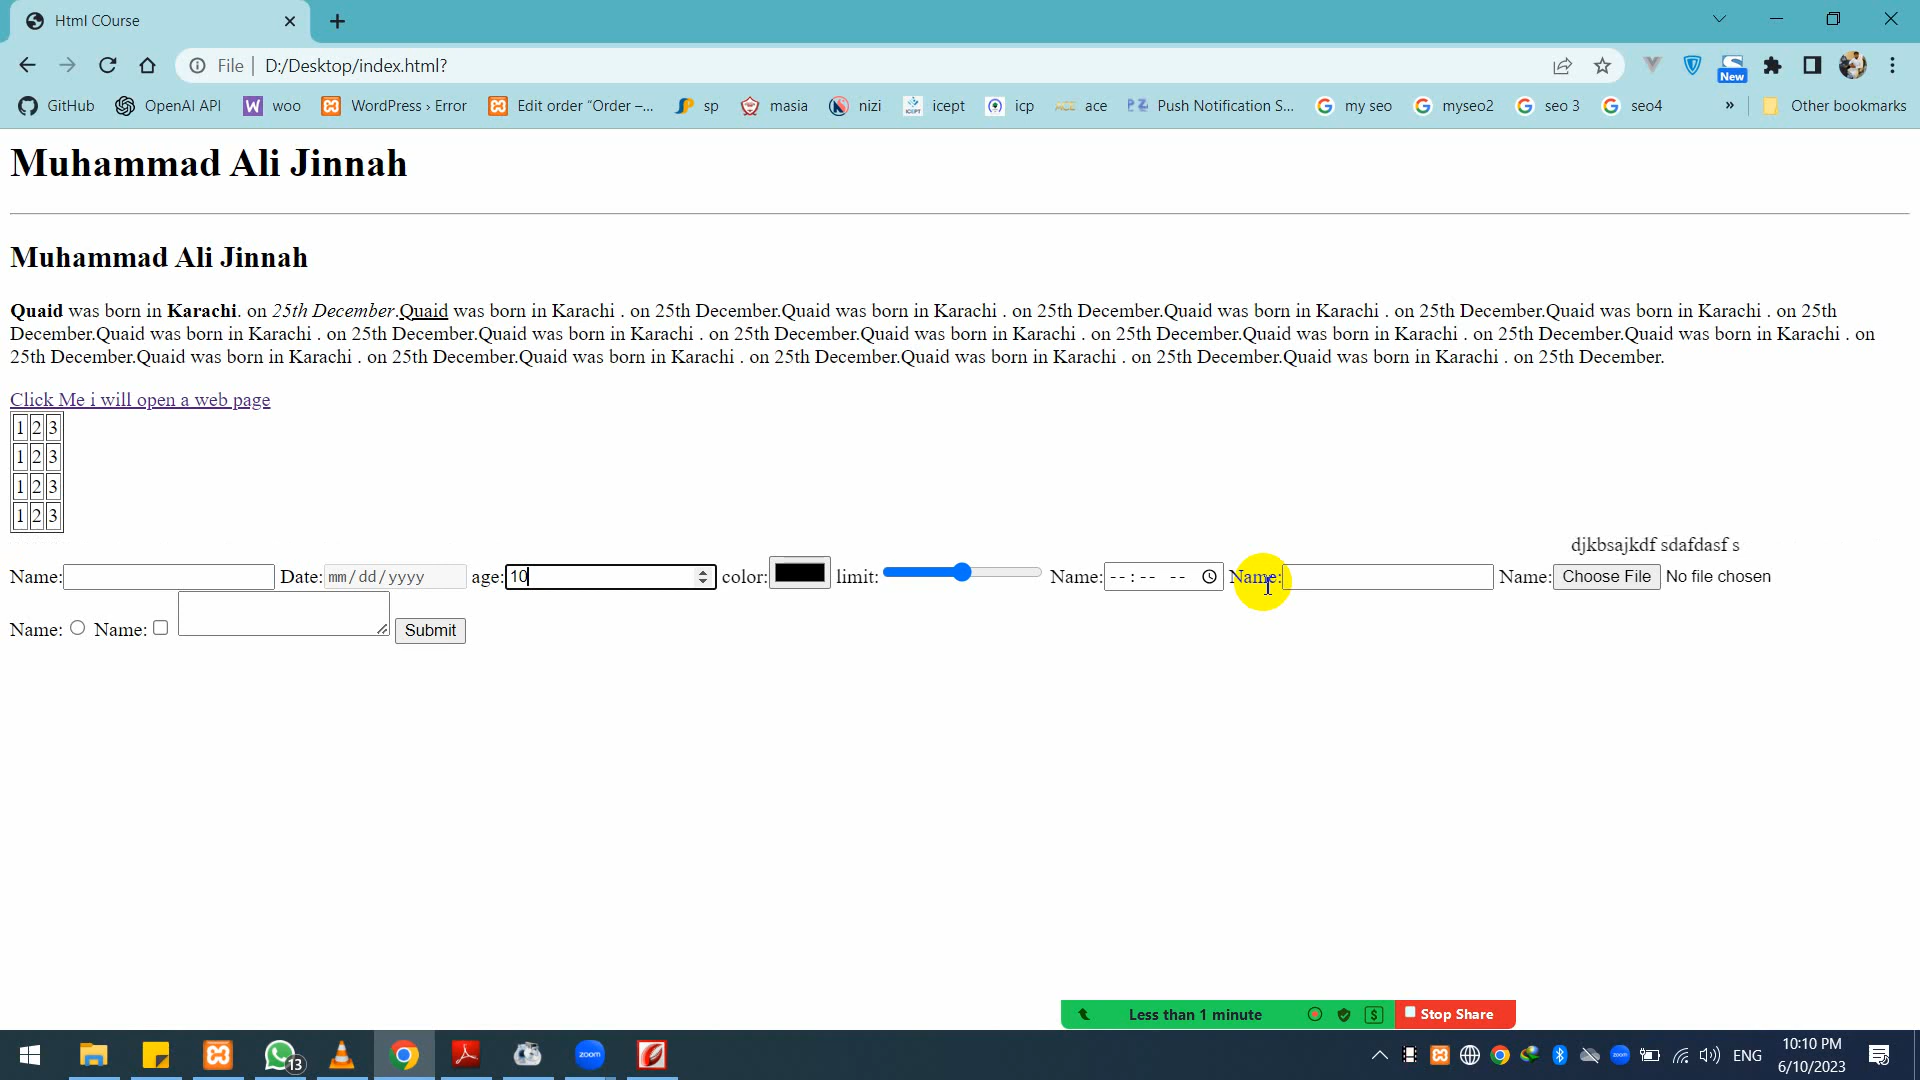 Html COurse
File D:/Desktop/index.html?
New
GitHub OpenAI API woo WordPress › Error Edit order “Order –... sp masia nizi icept icp ace Push Notification S... my seo myseo2 seo 3 seo4 » Other bookmarks
Muhammad Ali Jinnah
Muhammad Ali Jinnah
Quaid was born in Karachi. on 25th December.Quaid was born in Karachi . on 25th December.Quaid was born in Karachi . on 25th December.Quaid was born in Karachi . on 25th December.Quaid was born in Karachi . on 25th
December.Quaid was born in Karachi . on 25th December.Quaid was born in Karachi . on 25th December.Quaid was born in Karachi . on 25th December.Quaid was born in Karachi . on 25th December.Quaid was born in Karachi . on
25th December.Quaid was born in Karachi . on 25th December.Quaid was born in Karachi . on 25th December.Quaid was born in Karachi . on 25th December.Quaid was born in Karachi . on 25th December.
Click Me i will open a web page
1 2 3
1 2 3
1 2 3
1 2 3
djkbsajkdf sdafdasf s
Name: Date: mm/dd/yyyy age: 10 color: limit: Name: --:-- -- Name: Name: Choose File No file chosen
Name: Name: Submit
Less than 1 minute Stop Share
13 zoom ENG 10:10 PM
6/10/2023